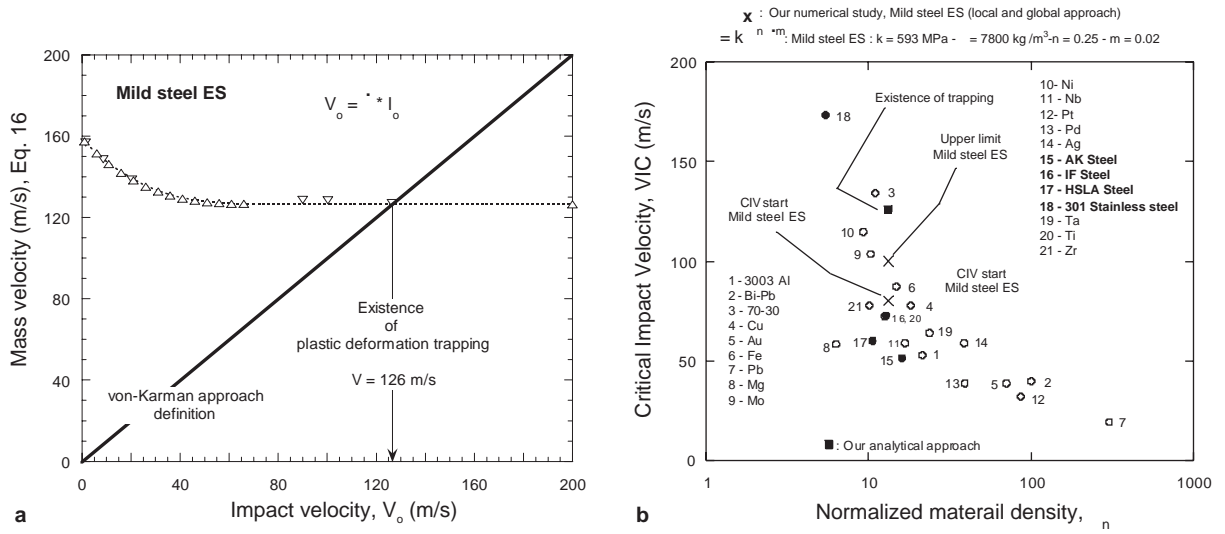 Mass velocity (m/s), Eq. 16
200
160
120
80
40
0
Mild steel ES
V o = * I o
Existence
of
plastic deformation trapping
V = 126 m/s
von-Karman approach
definition
0 40 80 120 160 200
Impact velocity, V o (m/s)
a
x : Our numerical study, Mild steel ES (local and global approach)
= k n m : Mild steel ES : k = 593 MPa - = 7800 kg /m³-n = 0.25 - m = 0.02
Critical Impact Velocity, VIC (m/s)
200
150
100
50
0
Existence of trapping
Upper limit
Mild steel ES
CIV start
Mild steel ES
CIV start
Mild steel ES
10- Ni
11 - Nb
12- Pt
13 - Pd
14 - Ag
15 - AK Steel
16 - IF Steel
17 - HSLA Steel
18 - 301 Stainless steel
19 - Ta
20 - Ti
21 - Zr
1 - 3003 Al
2 - Bi-Pb
3 - 70-30
4 - Cu
5 - Au
6 - Fe
7 - Pb
8 - Mg
9 - Mo
18
3
10
9
6
21
4
16, 20
19
8
17
11
14
15
1
13
5
2
12
7
: Our analytical approach
1 10 100 1000
Normalized materail density, n
b